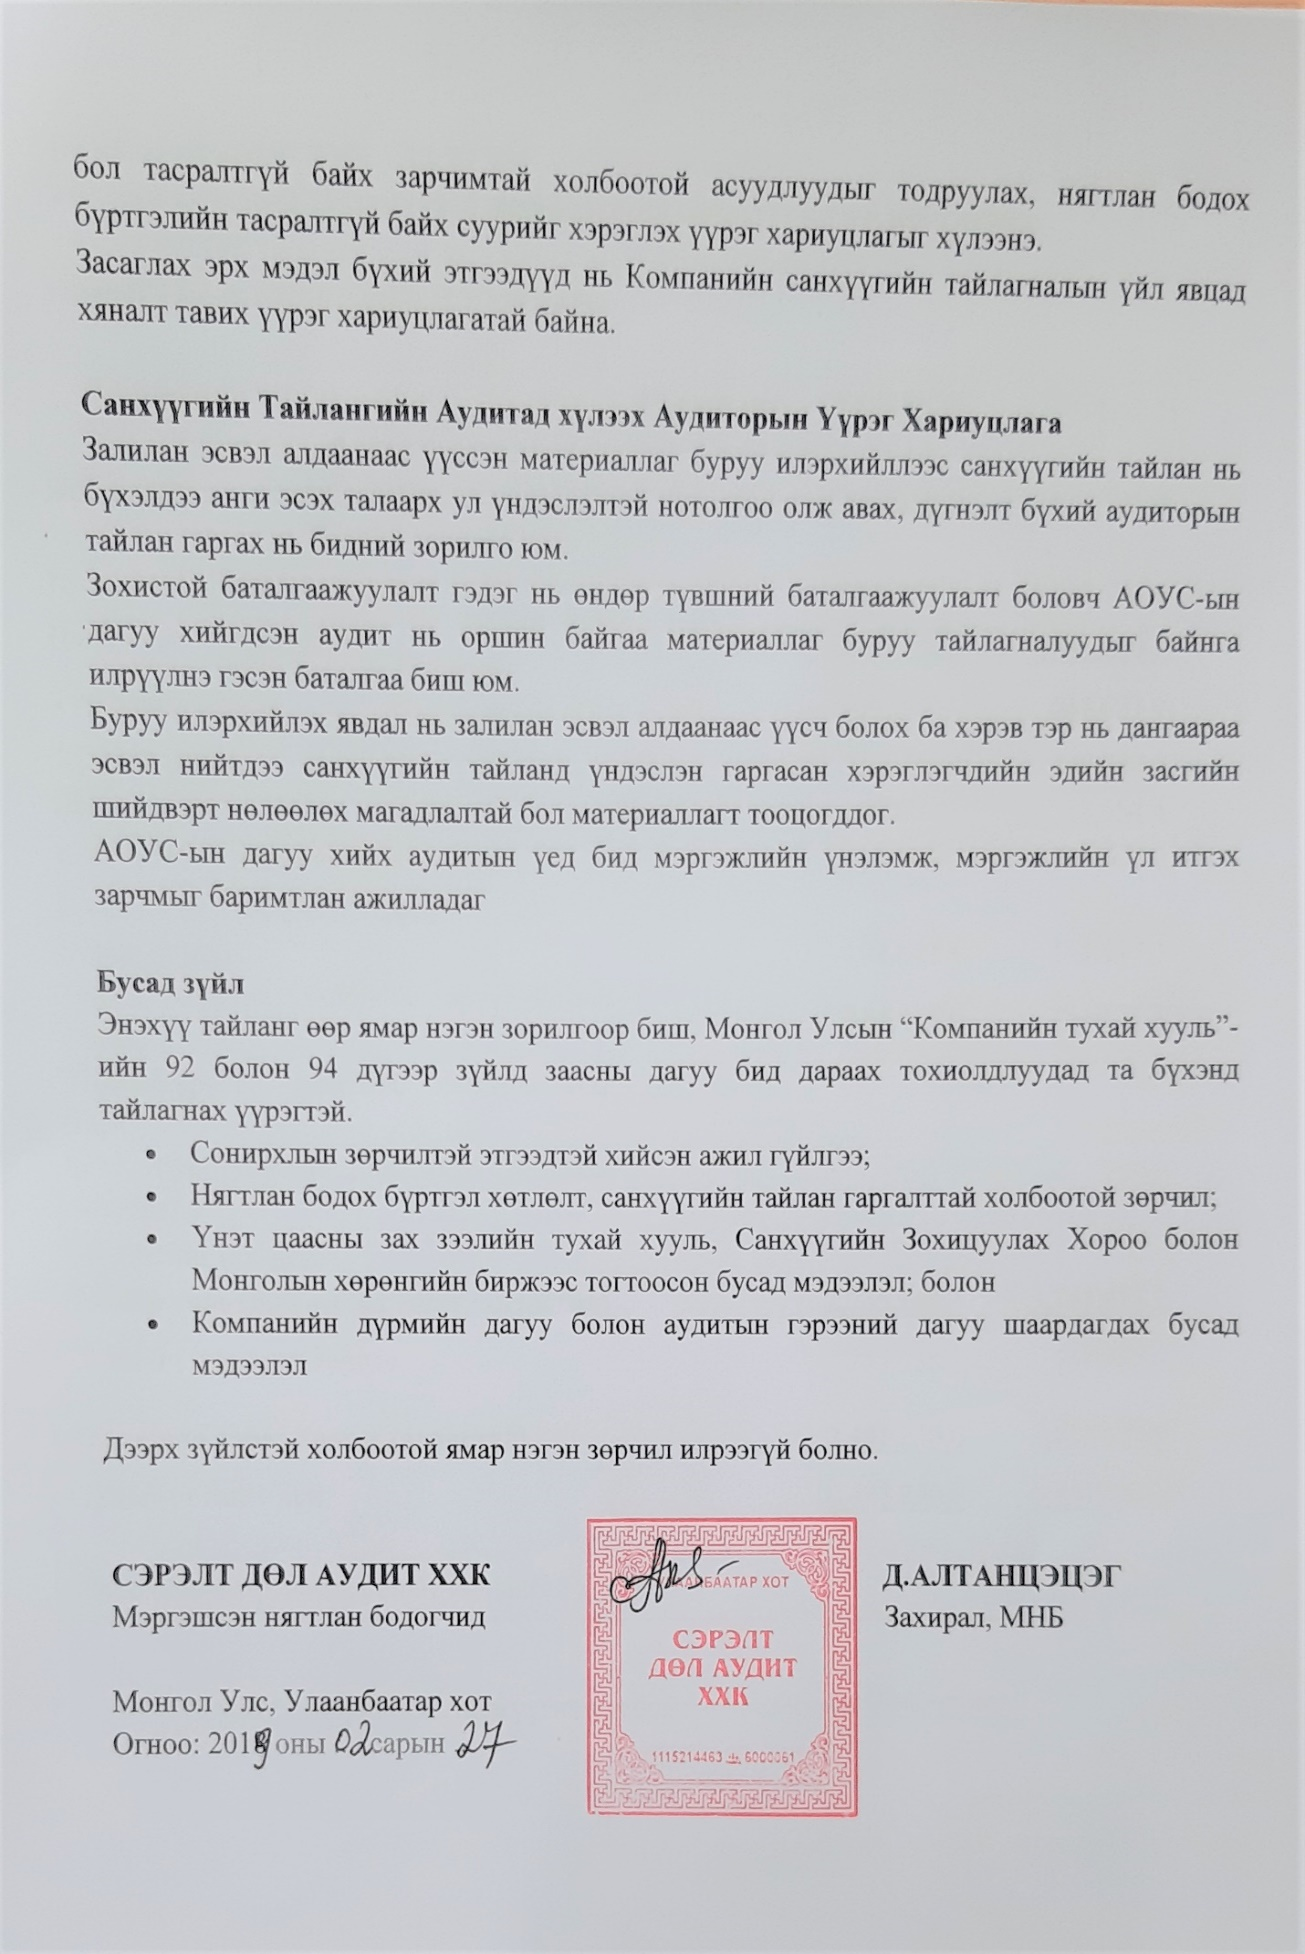 бол тасралтгүй байх зарчимтай холбоотой асуудлуудыг тодруулах, нягтлан бодох
бүртгэлийн тасралтгүй байх суурийг хэрэглэх үүрэг хариуцлагыг хүлээнэ.
Засаглах эрх мэдэл бүхий этгээдүүд нь Компанийн санхүүгийн тайлагналын үйл явцад
хяналт тавих үүрэг хариуцлагатай байна.
Санхүүгийн Тайлангийн Аудитад хүлээх Аудиторын Үүрэг Хариуцлага
Залилан эсвэл алдаанаас үүссэн материаллаг буруу илэрхийллээс санхүүгийн тайлан нь
бүхэлдээ анги эсэх талаарх ул үндэслэлтэй нотолгоо олж авах, дүгнэлт бүхий аудиторын
тайлан гаргах нь бидний зорилго юм.
Зохистой баталгаажуулалт гэдэг нь өндөр түвшний баталгаажуулалт боловч АОУС-ын
дагуу хийгдсэн аудит нь оршин байгаа материаллаг буруу тайлагналуудыг байнга
илрүүлнэ гэсэн баталгаа биш юм.
Буруу илэрхийлэх явдал нь залилан эсвэл алдаанаас үүсч болох ба хэрэв тэр нь дангаараа
эсвэл нийтдээ санхүүгийн тайланд үндэслэн гаргасан хэрэглэгчдийн эдийн засгийн
шийдвэрт нөлөөлөх магадлалтай бол материаллагт тооцогддог.
АОУС-ын дагуу хийх аудитын үед бид мэргэжлийн үнэлэмж, мэргэжлийн үл итгэх
зарчмыг баримтлан ажилладаг
Бусад зүйл
Энэхүү тайланг өөр ямар нэгэн зорилгоор биш, Монгол Улсын “Компанийн тухай хууль”-
ийн 92 болон 94 дүгээр зүйлд заасны дагуу бид дараах тохиолдлуудад та бүхэнд
тайлагнах үүрэгтэй.
• Сонирхлын зөрчилтэй этгээдтэй хийсэн ажил гүйлгээ;
• Нягтлан бодох бүртгэл хөтлөлт, санхүүгийн тайлан гаргалттай холбоотой зөрчил;
• Үнэт цаасны зах зээлийн тухай хууль, Санхүүгийн Зохицуулах Хороо болон
Монголын хөрөнгийн биржээс тогтоосон бусад мэдээлэл; болон
• Компанийн дүрмийн дагуу болон аудитын гэрээний дагуу шаардагдах бусад
мэдээлэл
Дээрх зүйлстэй холбоотой ямар нэгэн зөрчил илрээгүй болно.
СЭРЭЛТ ДӨЛ АУДИТ ХХК
Мэргэшсэн нягтлан бодогчид
Монгол Улс, Улаанбаатар хот
Огноо: 2019 оны 02 сарын 27
УЛААНБААТАР ХОТ
СЭРЭЛТ
ДӨЛ АУДИТ
ХХК
1115214463 6000061
Д.АЛТАНЦЭЦЭГ
Захирал, МНБ